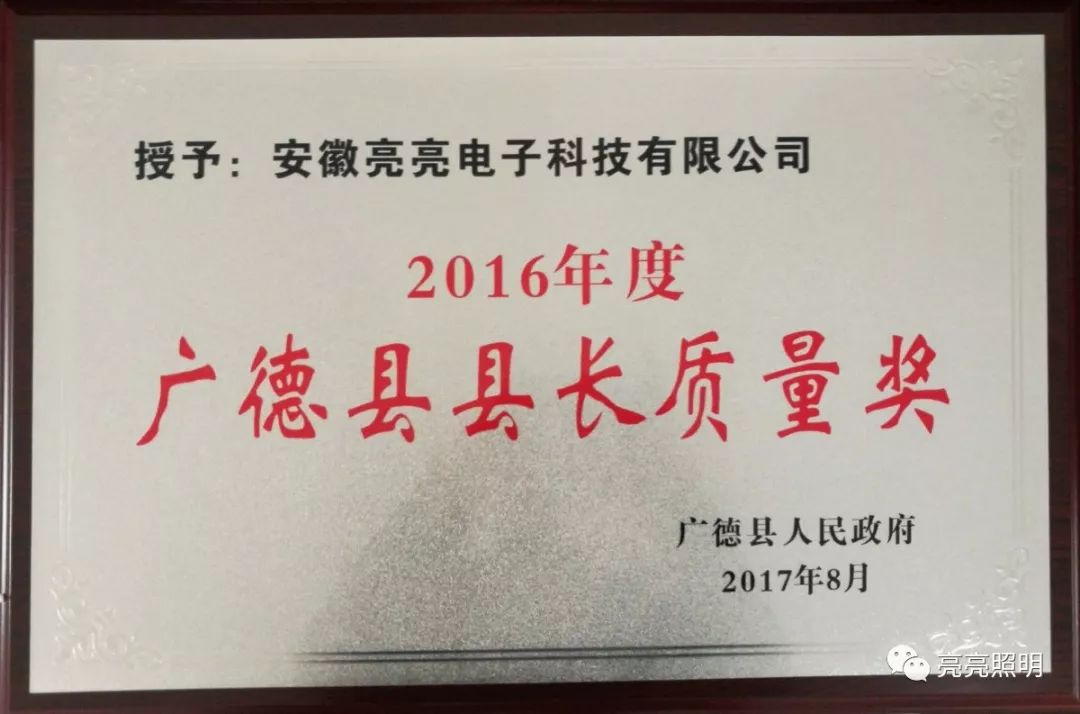 授予：安徽亮亮电子科技有限公司
2016年度
广德县县长质量奖
广德县人民政府
2017年8月
亮亮照明